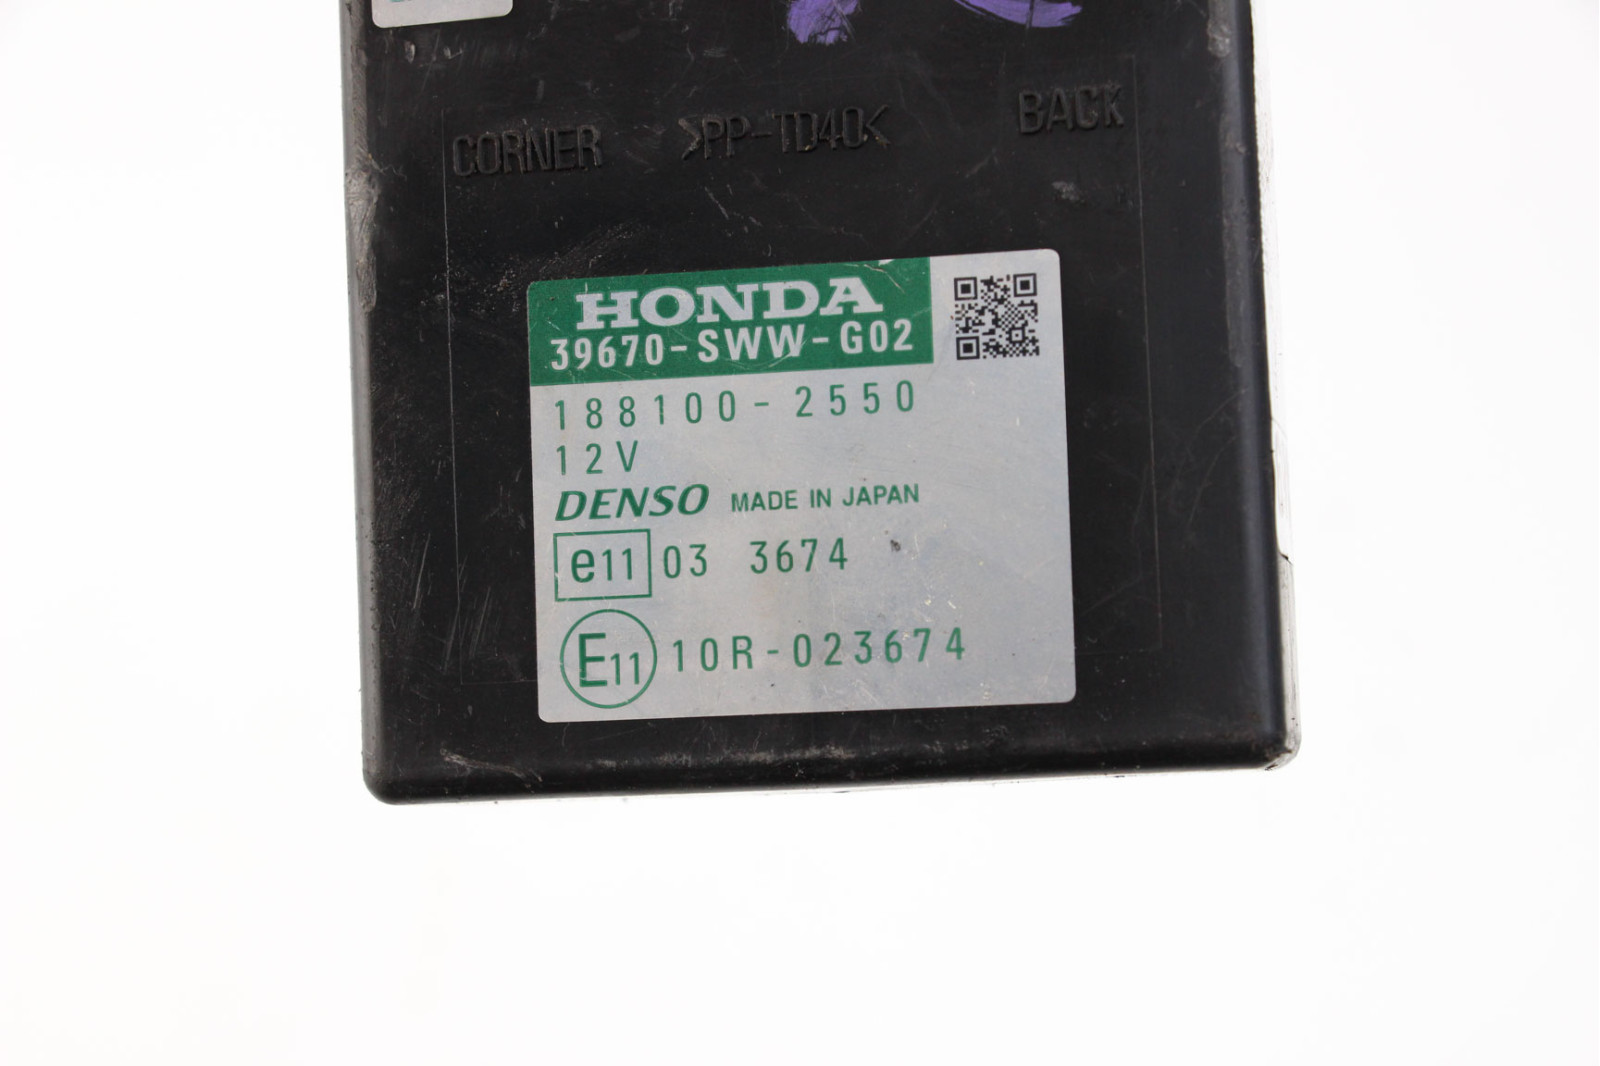 CORNER >PP-TD40< BACK
HONDA
39670-SWW-G02
188100-2550
12V
DENSO MADE IN JAPAN
e11 03 3674
E11 10R-023674